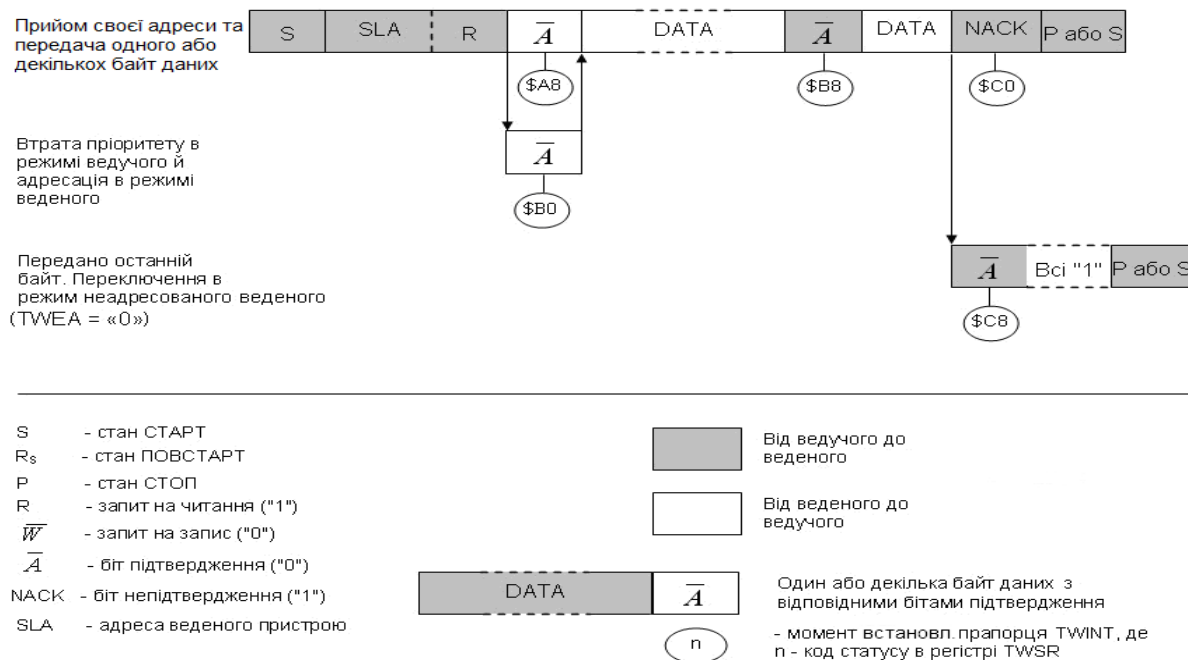 Прийом своєї адреси та
передача одного або
декількох байт даних
S SLA R A DATA A DATA NACK P або S
$A8 $B8 $C0
Втрата пріоритету в
режимі ведучого й
адресація в режимі
веденого
A
$B0
Передано останній
байт. Переключення в
режим неадресованого веденого
(TWEA = «0»)
A Всі "1" P або S
$C8
S - стан СТАРТ
Rs - стан ПОВСТАРТ
P - стан СТОП
R - запит на читання ("1")
W - запит на запис ("0")
A - біт підтвердження ("0")
NACK - біт непідтвердження ("1")
SLA - адреса веденого пристрою
Від ведучого до
веденого
Від веденого до
ведучого
DATA A
Один або декілька байт даних з
відповідними бітами підтвердження
n
- момент встановл. прапорця TWINT, де
n - код статусу в регістрі TWSR